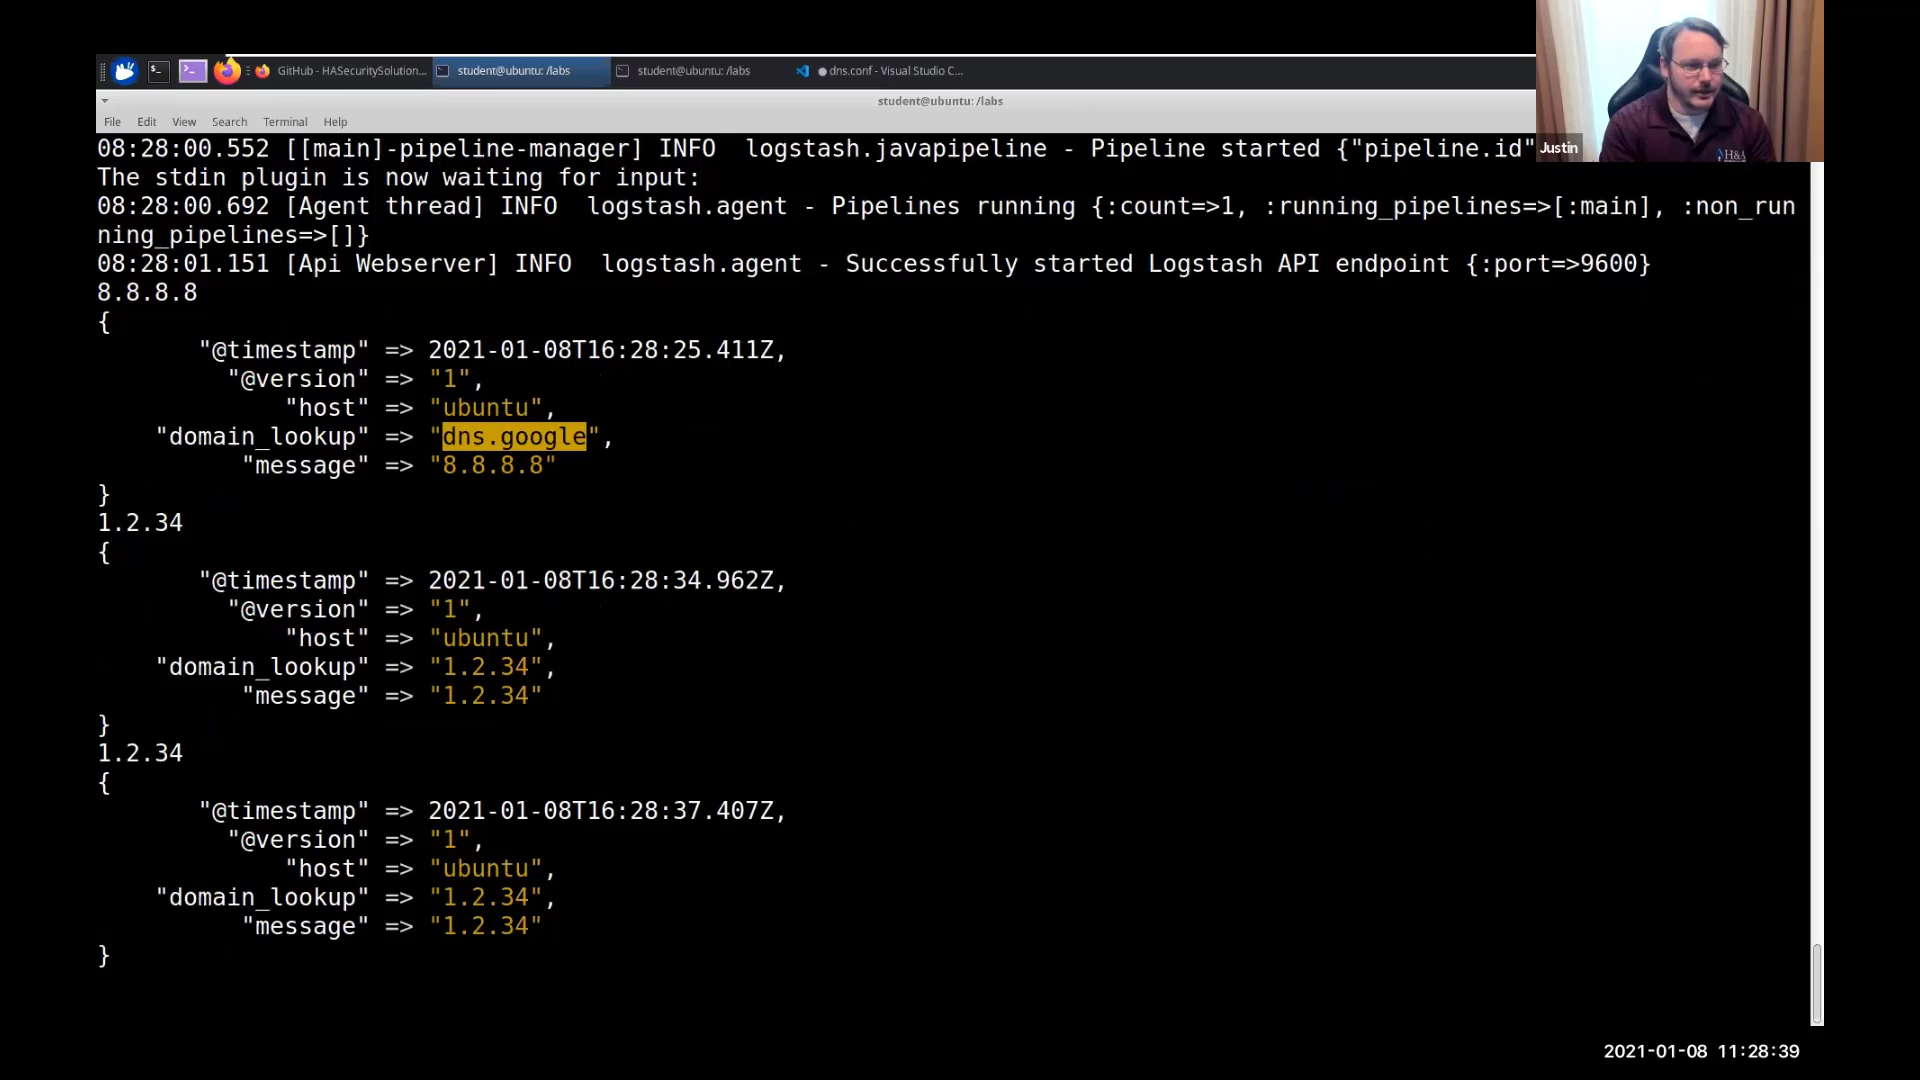 GitHub - HASecuritySolution...
student@ubuntu: /labs
student@ubuntu: /labs
dns.conf - Visual Studio C...
student@ubuntu: /labs
File Edit View Search Terminal Help
Justin
H&A
08:28:00.552 [[main]-pipeline-manager] INFO  logstash.javapipeline - Pipeline started {"pipeline.id"
The stdin plugin is now waiting for input:
08:28:00.692 [Agent thread] INFO  logstash.agent - Pipelines running {:count=>1, :running_pipelines=>[:main], :non_run
ning_pipelines=>[]}
08:28:01.151 [Api Webserver] INFO  logstash.agent - Successfully started Logstash API endpoint {:port=>9600}
8.8.8.8
{
"@timestamp" => 2021-01-08T16:28:25.411Z,
"@version" => "1",
"host" => "ubuntu",
"domain_lookup" => "dns.google",
"message" => "8.8.8.8"
}
1.2.34
{
"@timestamp" => 2021-01-08T16:28:34.962Z,
"@version" => "1",
"host" => "ubuntu",
"domain_lookup" => "1.2.34",
"message" => "1.2.34"
}
1.2.34
{
"@timestamp" => 2021-01-08T16:28:37.407Z,
"@version" => "1",
"host" => "ubuntu",
"domain_lookup" => "1.2.34",
"message" => "1.2.34"
}
2021-01-08 11:28:39